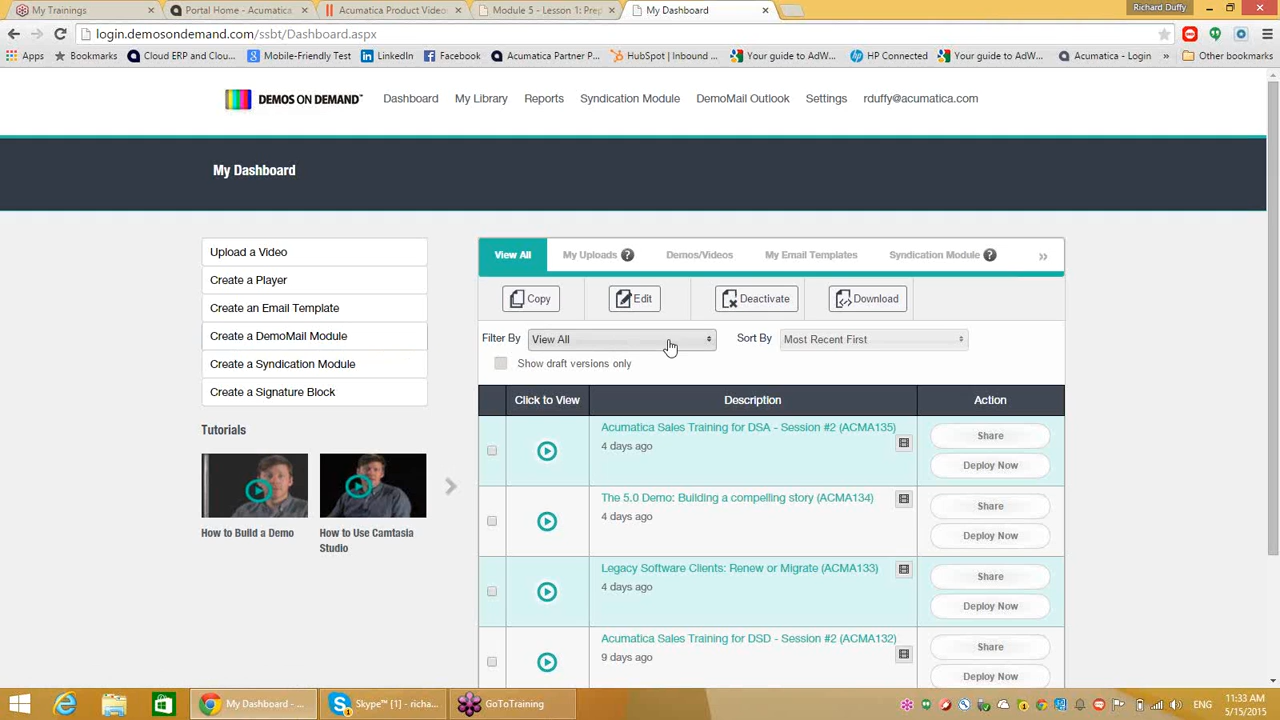 My Trainings
Portal Home - Acumatica
Acumatica Product Video
Module 5 - Lesson 1: Prep
My Dashboard
Richard Duffy
login.demosondemand.com/ssbt/Dashboard.aspx
Apps
Bookmarks
Cloud ERP and Clou...
Mobile-Friendly Test
LinkedIn
Facebook
Acumatica Partner P...
HubSpot | Inbound ...
Your guide to AdW...
HP Connected
Your guide to AdW...
Acumatica - Login
»
Other bookmarks
DEMOS ON DEMAND™
Dashboard
My Library
Reports
Syndication Module
DemoMail Outlook
Settings
rduffy@acumatica.com
My Dashboard
Upload a Video
Create a Player
Create an Email Template
Create a DemoMail Module
Create a Syndication Module
Create a Signature Block
Tutorials
How to Build a Demo
How to Use Camtasia
Studio
View All
My Uploads ?
Demos/Videos
My Email Templates
Syndication Module ?
»
Copy
Edit
Deactivate
Download
Filter By
View All
Sort By
Most Recent First
Show draft versions only
Click to View
Description
Action
Acumatica Sales Training for DSA - Session #2 (ACMA135)
4 days ago
Share
Deploy Now
The 5.0 Demo: Building a compelling story (ACMA134)
4 days ago
Share
Deploy Now
Legacy Software Clients: Renew or Migrate (ACMA133)
4 days ago
Share
Deploy Now
Acumatica Sales Training for DSD - Session #2 (ACMA132)
9 days ago
Share
Deploy Now
My Dashboard - ...
Skype™ [1] - richa...
GoToTraining
ENG
11:33 AM
5/15/2015